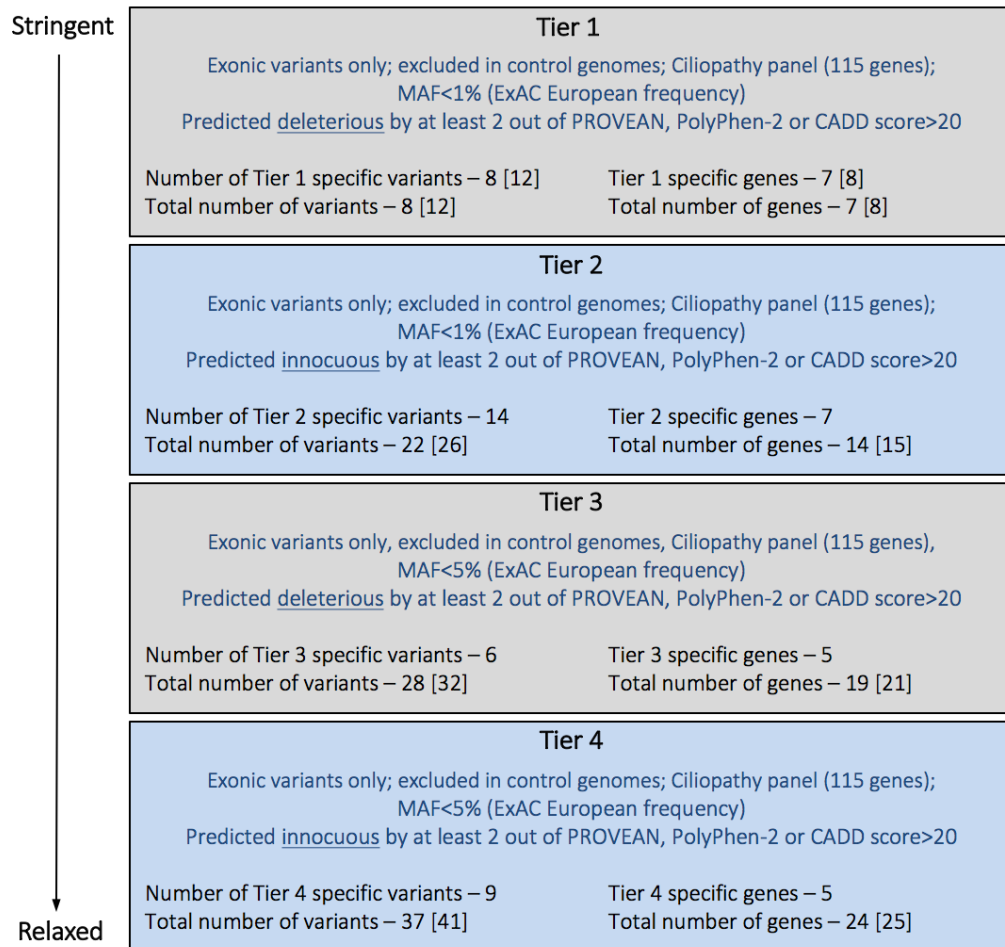 Stringent
Tier 1
Exonic variants only; excluded in control genomes; Ciliopathy panel (115 genes);
MAF<1% (ExAC European frequency)
Predicted deleterious by at least 2 out of PROVEAN, PolyPhen-2 or CADD score>20
Number of Tier 1 specific variants – 8 [12]
Tier 1 specific genes – 7 [8]
Total number of variants – 8 [12]
Total number of genes – 7 [8]
Tier 2
Exonic variants only; excluded in control genomes; Ciliopathy panel (115 genes);
MAF<1% (ExAC European frequency)
Predicted innocuous by at least 2 out of PROVEAN, PolyPhen-2 or CADD score>20
Number of Tier 2 specific variants – 14
Tier 2 specific genes – 7
Total number of variants – 22 [26]
Total number of genes – 14 [15]
Tier 3
Exonic variants only, excluded in control genomes, Ciliopathy panel (115 genes),
MAF<5% (ExAC European frequency)
Predicted deleterious by at least 2 out of PROVEAN, PolyPhen-2 or CADD score>20
Number of Tier 3 specific variants – 6
Tier 3 specific genes – 5
Total number of variants – 28 [32]
Total number of genes – 19 [21]
Tier 4
Exonic variants only; excluded in control genomes; Ciliopathy panel (115 genes);
MAF<5% (ExAC European frequency)
Predicted innocuous by at least 2 out of PROVEAN, PolyPhen-2 or CADD score>20
Number of Tier 4 specific variants – 9
Tier 4 specific genes – 5
Total number of variants – 37 [41]
Total number of genes – 24 [25]
Relaxed